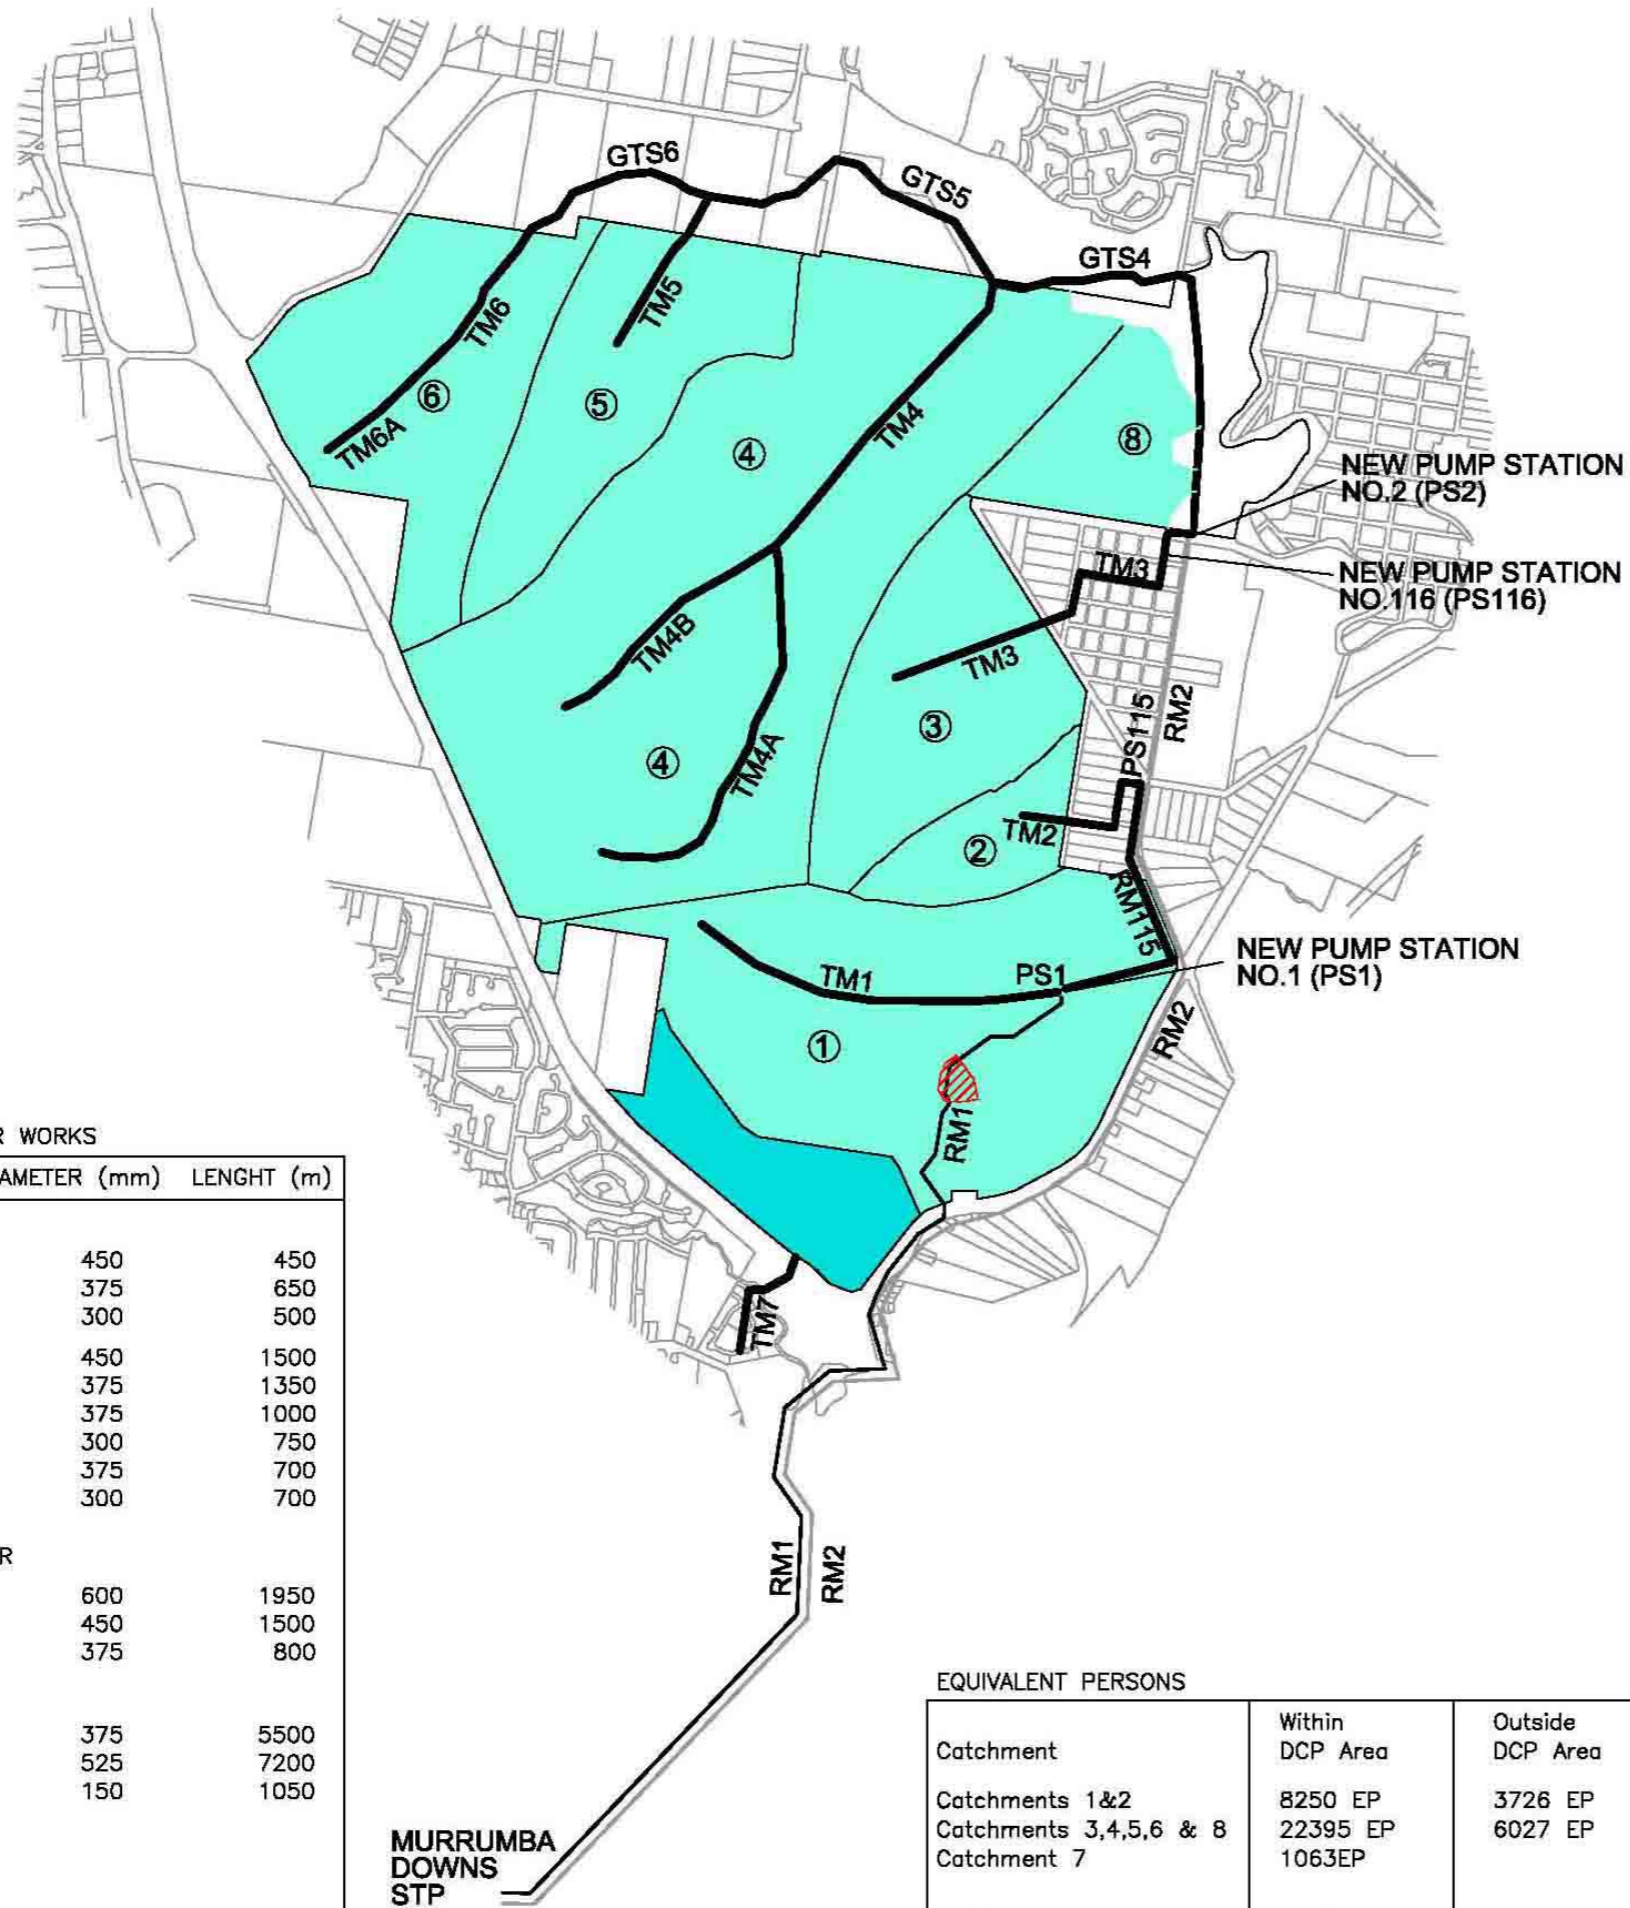 GTS6
GTS5
GTS4
TM6
TM5
TM6A
⑥
⑤
④
TM4
⑧
NEW PUMP STATION
NO.2 (PS2)
TM3
NEW PUMP STATION
NO.116 (PS116)
TM4B
TM3
③
PS115
RM2
④
TM4A
TM2
②
RM115
NEW PUMP STATION
NO.1 (PS1)
TM1
PS1
①
RM2
RM1
TM7
R WORKS
AMETER (mm) LENGHT (m)
450 450
375 650
300 500
450 1500
375 1350
375 1000
300 750
375 700
300 700
R
600 1950
450 1500
375 800
375 5500
525 7200
150 1050
RM1
RM2
MURRUMBA
DOWNS
STP
EQUIVALENT PERSONS
Catchment Within DCP Area Outside DCP Area
Catchments 1&2 8250 EP 3726 EP
Catchments 3,4,5,6 & 8 22395 EP 6027 EP
Catchment 7 1063EP